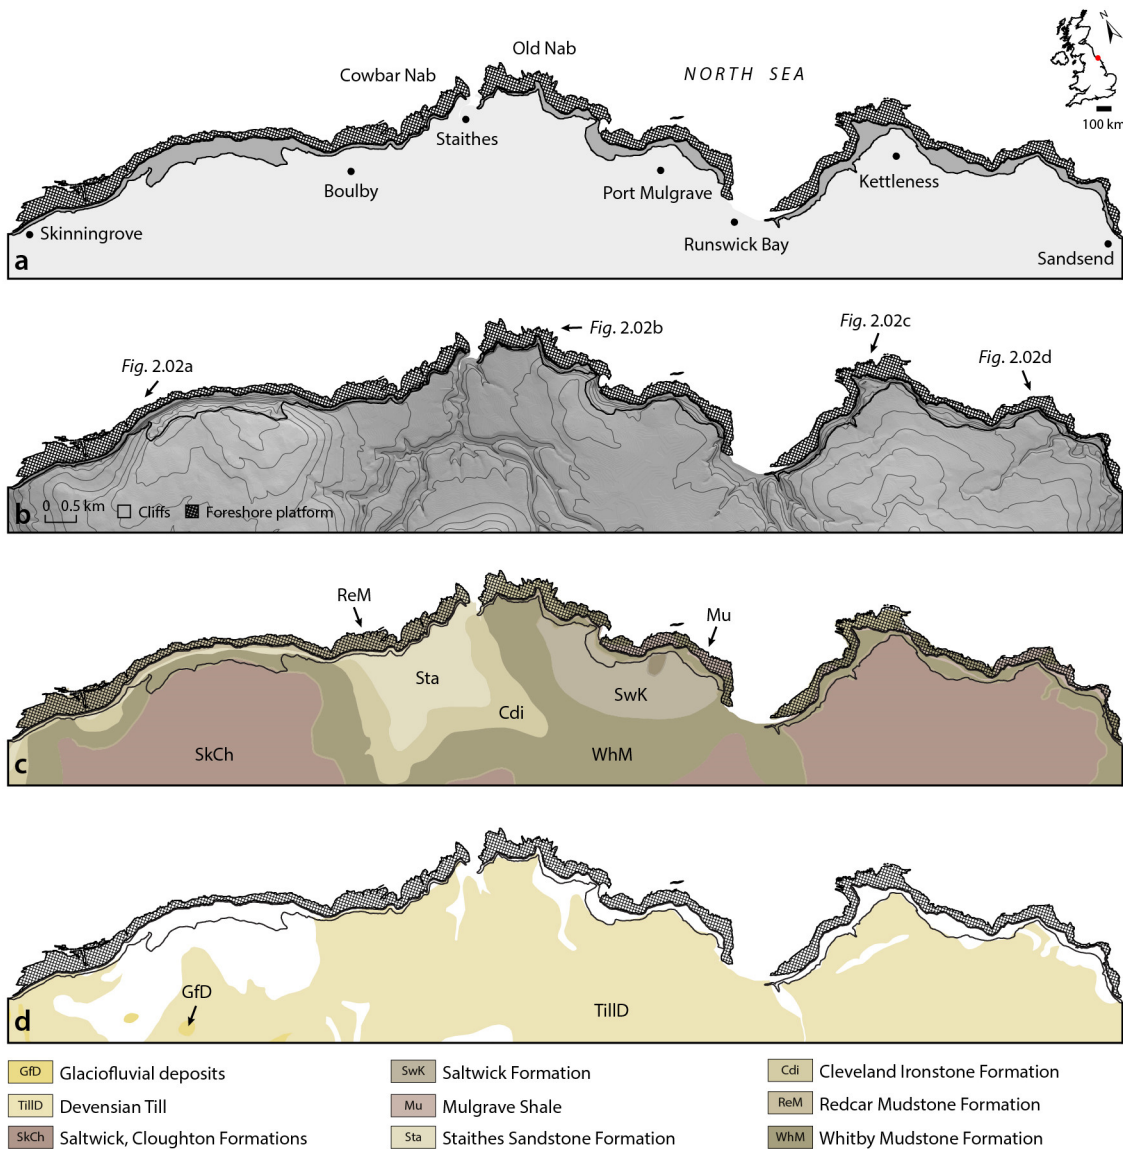 Old Nab
Cowbar Nab
NORTH SEA
N
100 km
Staithes
Boulby
Port Mulgrave
Kettleness
Skinningrove
Runswick Bay
Sandsend
a
Fig. 2.02a
Fig. 2.02b
Fig. 2.02c
Fig. 2.02d
b
0 0.5 km
Cliffs
Foreshore platform
ReM
Mu
Sta
SwK
Cdi
SkCh
WhM
c
GfD
TillD
d
GfD Glaciofluvial deposits
SwK Saltwick Formation
Cdi Cleveland Ironstone Formation
TillD Devensian Till
Mu Mulgrave Shale
ReM Redcar Mudstone Formation
SkCh Saltwick, Cloughton Formations
Sta Staithes Sandstone Formation
WhM Whitby Mudstone Formation